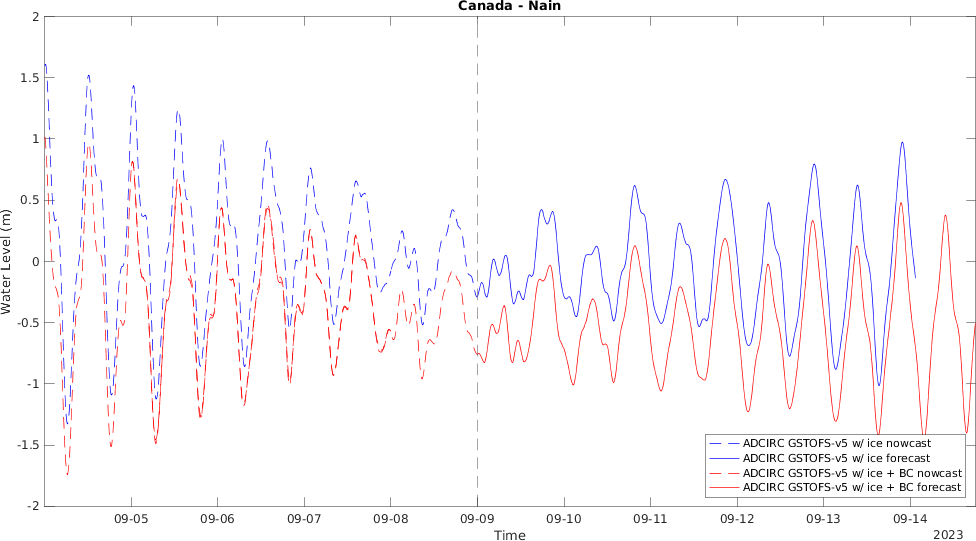 Canada - Nain
2
1.5
1
0.5
0
-0.5
-1
-1.5
-2
Water Level (m)
ADCIRC GSTOFS-v5 w/ ice nowcast
ADCIRC GSTOFS-v5 w/ ice forecast
ADCIRC GSTOFS-v5 w/ ice + BC nowcast
ADCIRC GSTOFS-v5 w/ ice + BC forecast
09-05 09-06 09-07 09-08 09-09 09-10 09-11 09-12 09-13 09-14
Time
2023